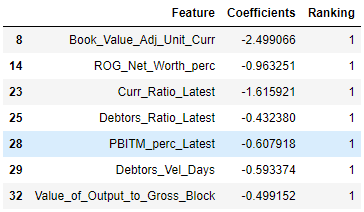 Feature Coefficients Ranking
8 Book_Value_Adj_Unit_Curr -2.499066 1
14 ROG_Net_Worth_perc -0.963251 1
23 Curr_Ratio_Latest -1.615921 1
25 Debtors_Ratio_Latest -0.432380 1
28 PBITM_perc_Latest -0.607918 1
29 Debtors_Vel_Days -0.593374 1
32 Value_of_Output_to_Gross_Block -0.499152 1